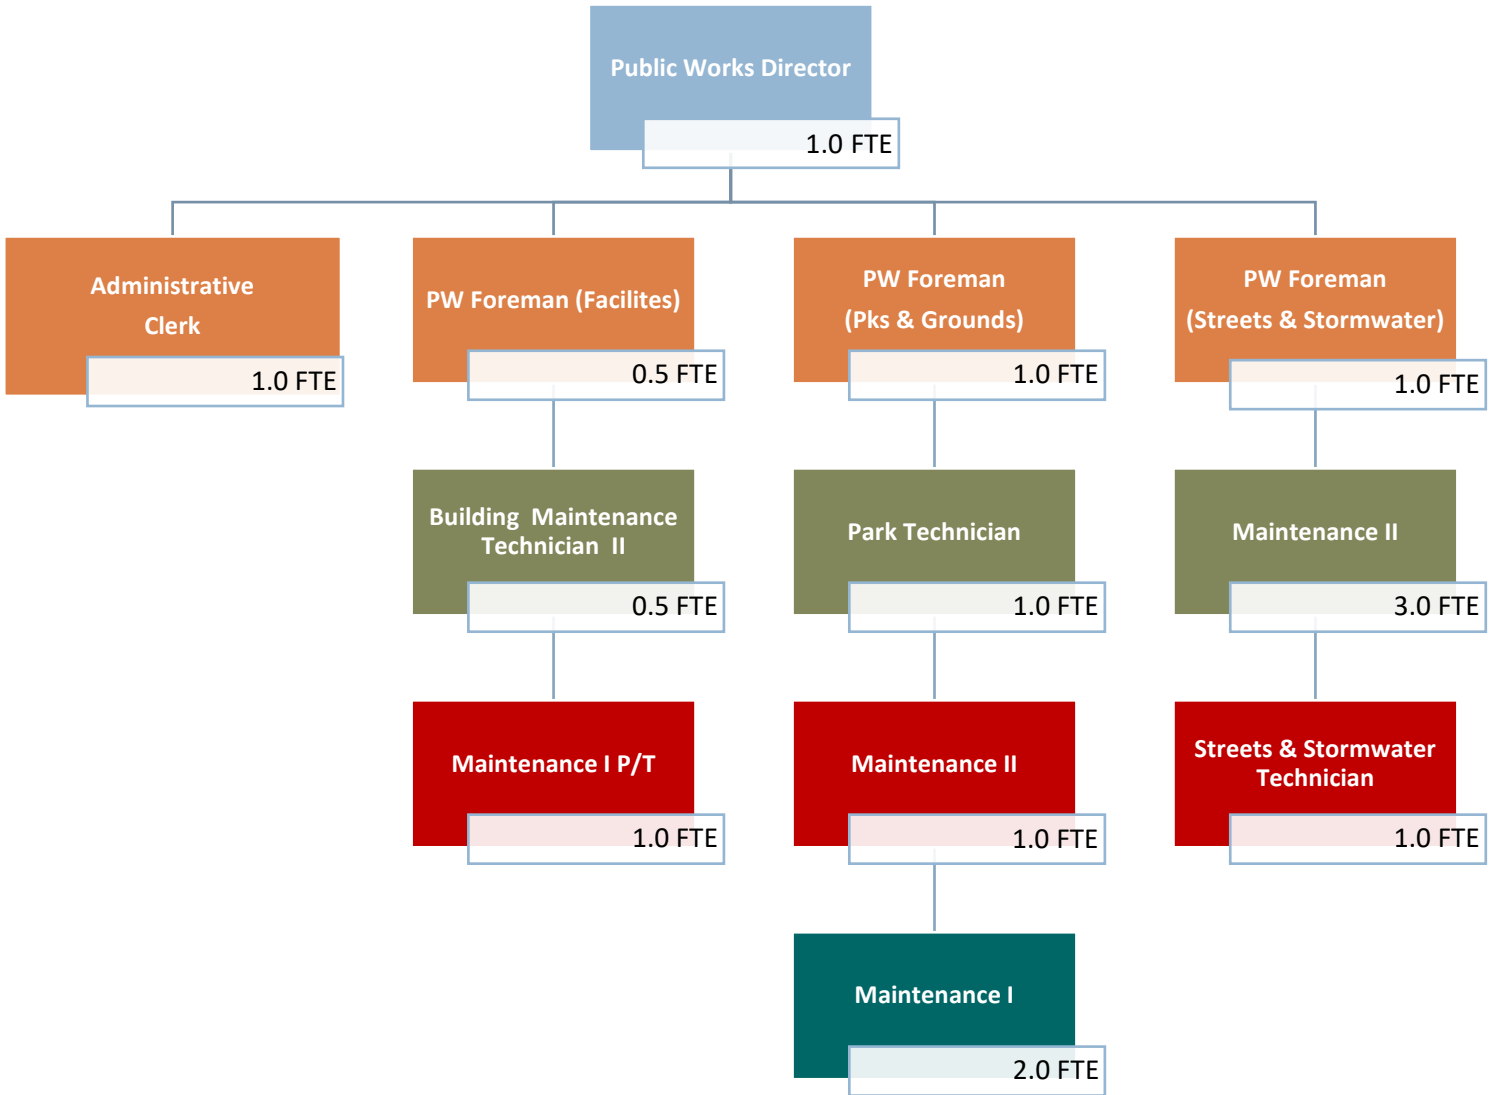 Public Works Director
1.0 FTE
Administrative
Clerk
1.0 FTE
PW Foreman (Facilites)
0.5 FTE
PW Foreman
(Pks & Grounds)
1.0 FTE
PW Foreman
(Streets & Stormwater)
1.0 FTE
Building Maintenance
Technician II
0.5 FTE
Park Technician
1.0 FTE
Maintenance II
3.0 FTE
Maintenance I P/T
1.0 FTE
Maintenance II
1.0 FTE
Streets & Stormwater
Technician
1.0 FTE
Maintenance I
2.0 FTE